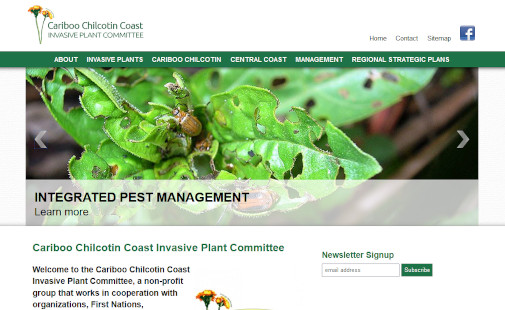 Cariboo Chilcotin Coast
INVASIVE PLANT COMMITTEE
Home Contact Sitemap
ABOUT INVASIVE PLANTS CARIBOO CHILCOTIN CENTRAL COAST MANAGEMENT REGIONAL STRATEGIC PLANS
INTEGRATED PEST MANAGEMENT
Learn more
Cariboo Chilcotin Coast Invasive Plant Committee
Welcome to the Cariboo Chilcotin Coast
Invasive Plant Committee, a non-profit
group that works in cooperation with
organizations, First Nations,
Newsletter Signup
email address Subscribe